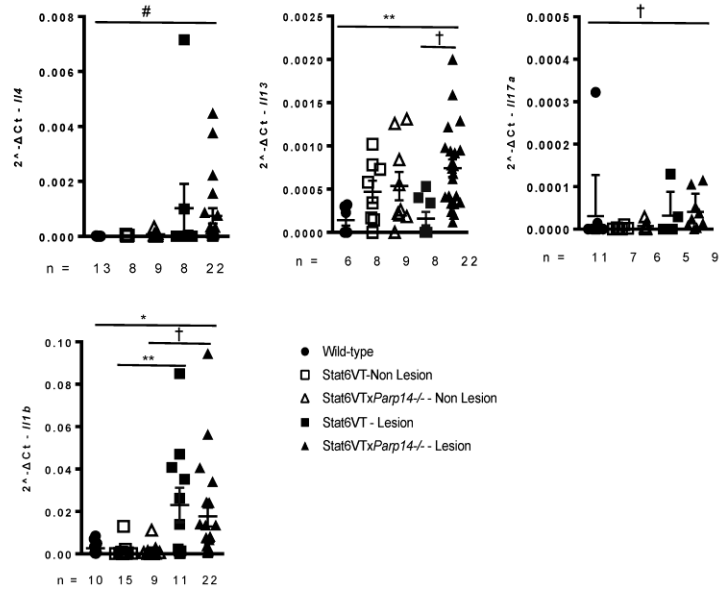 #
0.008
0.006
0.004
0.002
0.000
2^-ΔCt - Il4
n = 13 8 9 8 22
**
†
0.0025
0.0020
0.0015
0.0010
0.0005
0.0000
2^-ΔCt - Il13
n = 6 8 9 8 22
†
0.0005
0.0004
0.0003
0.0002
0.0001
0.0000
2^-ΔCt - Il17a
n = 11 7 6 5 9
*
†
**
0.10
0.08
0.06
0.04
0.02
0.00
2^-ΔCt - Il1b
n = 10 15 9 11 22
Wild-type
Stat6VT-Non Lesion
Stat6VTxParp14-/- - Non Lesion
Stat6VT - Lesion
Stat6VTxParp14-/- - Lesion